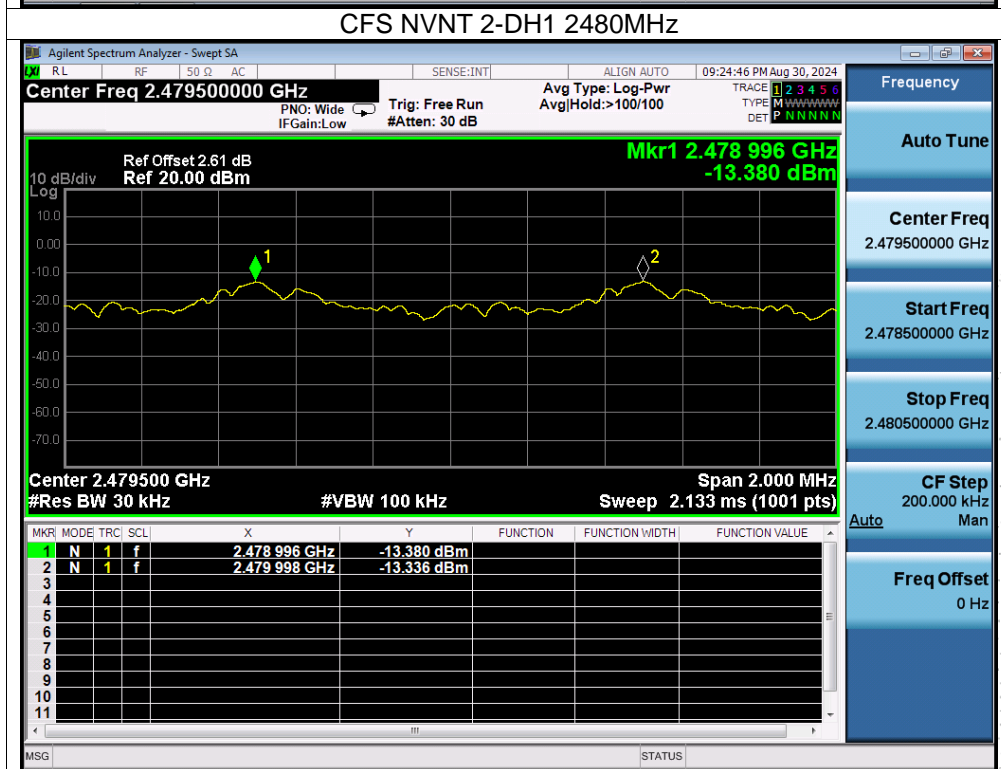 CFS NVNT 2-DH1 2480MHz
Agilent Spectrum Analyzer - Swept SA
LXI RL RF 50 Ω AC SENSE:INT ALIGN AUTO 09:24:46 PM Aug 30, 2024
Center Freq 2.479500000 GHz
PNO: Wide
IFGain:Low
Trig: Free Run
#Atten: 30 dB
Avg Type: Log-Pwr
Avg|Hold:>100/100
TRACE 1 2 3 4 5 6
TYPE M WWWWW
DET P N N N N N
Ref Offset 2.61 dB
10 dB/div Ref 20.00 dBm
Log
Mkr1 2.478 996 GHz
-13.380 dBm
10.0
0.00
-10.0
-20.0
-30.0
-40.0
-50.0
-60.0
-70.0
1
2
Center 2.479500 GHz Span 2.000 MHz
#Res BW 30 kHz #VBW 100 kHz Sweep 2.133 ms (1001 pts)
MKR MODE TRC SCL X Y FUNCTION FUNCTION WIDTH FUNCTION VALUE
1 N 1 f 2.478 996 GHz -13.380 dBm
2 N 1 f 2.479 998 GHz -13.336 dBm
3
4
5
6
7
8
9
10
11
MSG STATUS
Frequency
Auto Tune
Center Freq
2.479500000 GHz
Start Freq
2.478500000 GHz
Stop Freq
2.480500000 GHz
CF Step
200.000 kHz
Auto Man
Freq Offset
0 Hz